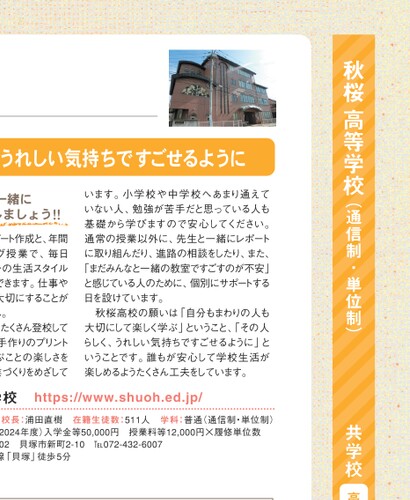 うれしい気持ちですごせるように
一緒に
しましょう!!
ート作成と、年間
グ授業で、毎日
の生活スタイル
できます。仕事や
大切にすることが
。
たくさん登校して
手作りのプリント
ぶことの楽しさを
業づくりをめざして
います。小学校や中学校へあまり通えて
いない人、勉強が苦手だと思っている人も
基礎から学びますので安心してください。
通常の授業以外に、先生と一緒にレポート
に取り組んだり、進路の相談をしたり、また、
「まだみんなと一緒の教室ですごすのが不安」
と感じている人のために、個別にサポートする
日を設けています。
秋桜高校の願いは「自分もまわりの人も
大切にして楽しく学ぶ」ということ、「その人
らしく、うれしい気持ちですごせるように」と
いうことです。誰もが安心して学校生活が
楽しめるようたくさん工夫をしています。
学校 https://www.shuoh.ed.jp/
校長：浦田直樹 在籍生徒数：511人 学科：普通（通信制・単位制）
2024年度）入学金等50,000円 授業料等12,000円×履修単位数
02 貝塚市新町2-10 TEL072-432-6007
線「貝塚」徒歩5分
秋桜 高等学校（通信制・単位制）
共学校
高